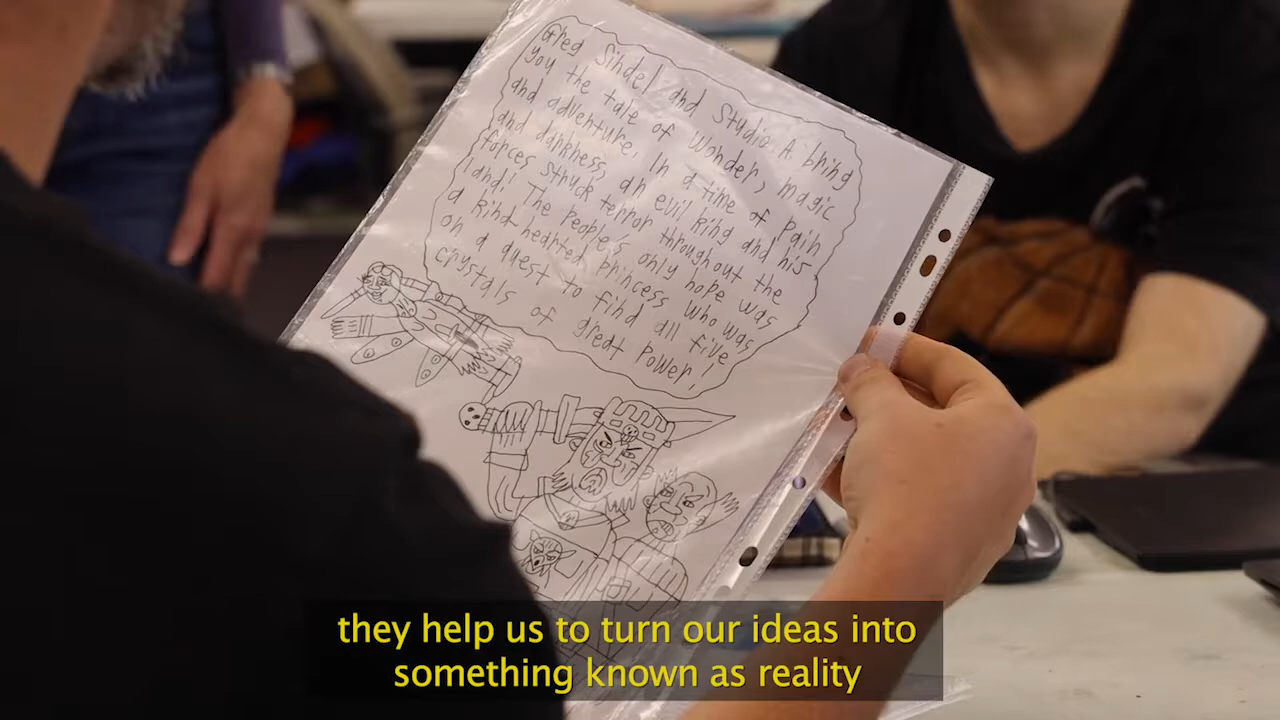 Greg Sindel and Studio A bring
you the tale of wonder, magic
and adventure. In a time of pain
and darkness, an evil king and his
forces struck terror throughout the
land! The people's only hope was
a kind-hearted princess who was
on a quest to find all five
crystals of great power!
they help us to turn our ideas into
something known as reality